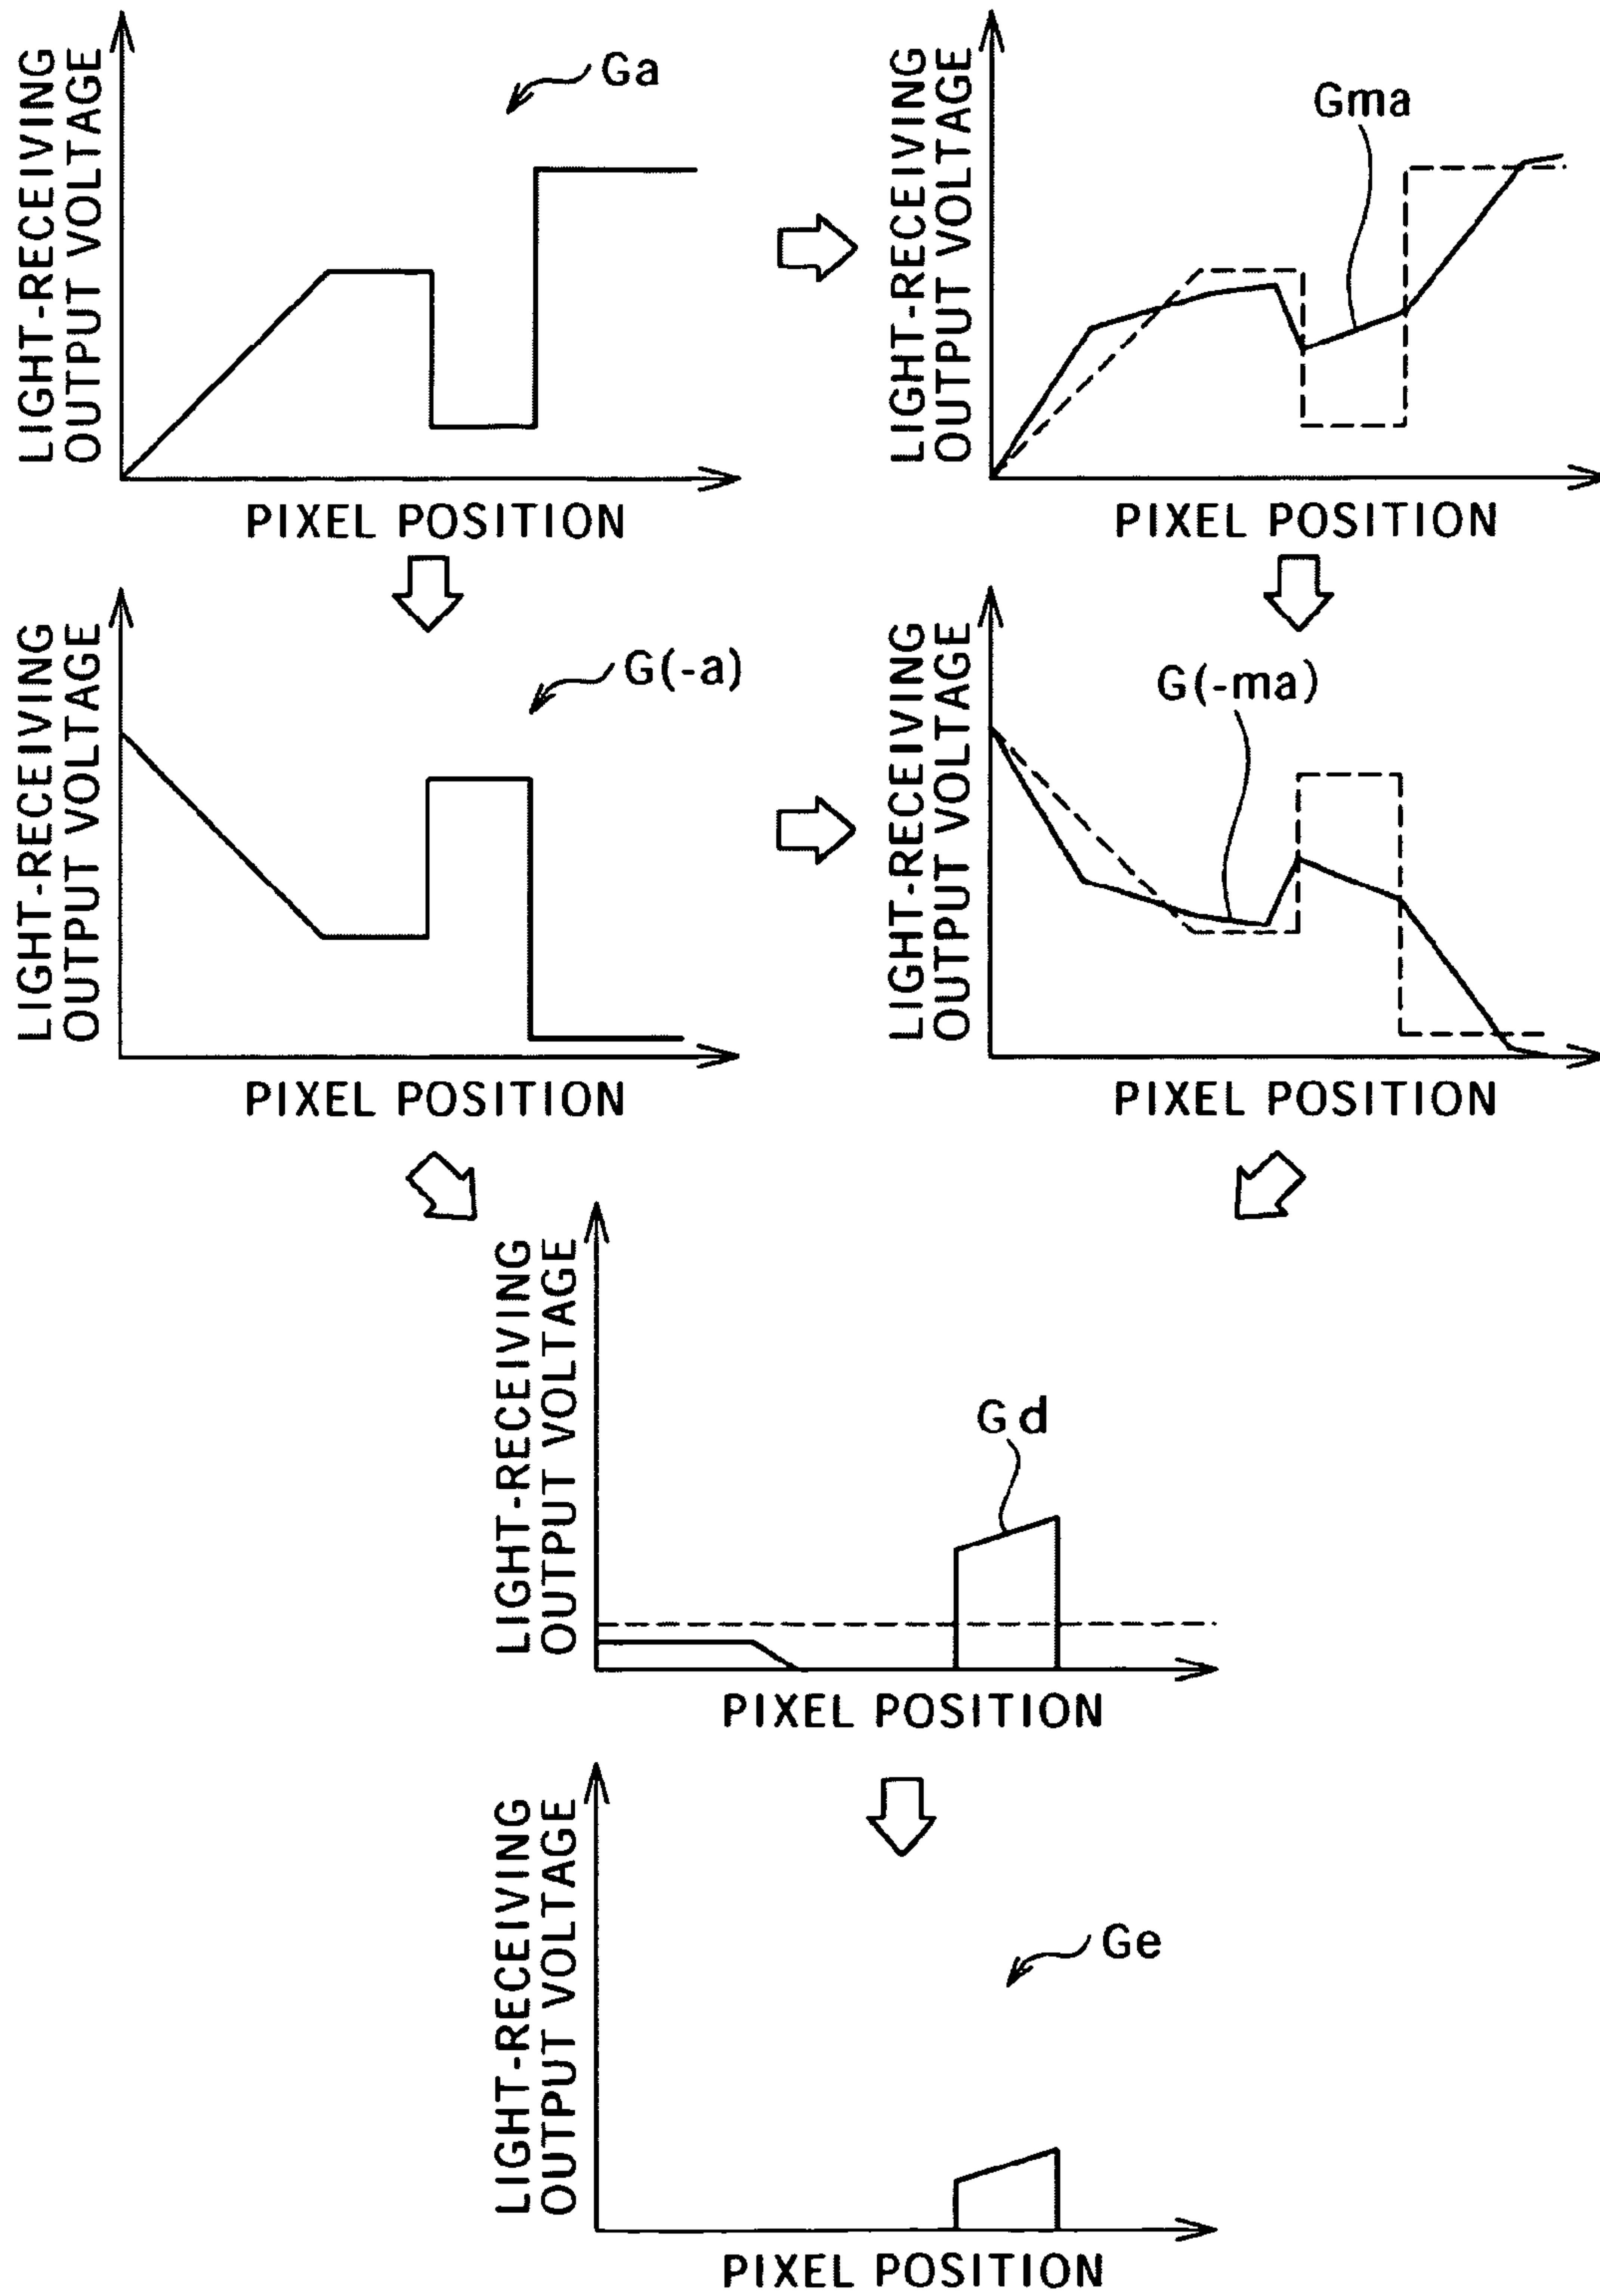 LIGHT-RECEIVING
OUTPUT VOLTAGE
Ga
PIXEL POSITION
LIGHT-RECEIVING
OUTPUT VOLTAGE
Gma
PIXEL POSITION
LIGHT-RECEIVING
OUTPUT VOLTAGE
G(-a)
PIXEL POSITION
LIGHT-RECEIVING
OUTPUT VOLTAGE
G(-ma)
PIXEL POSITION
LIGHT-RECEIVING
OUTPUT VOLTAGE
Gd
PIXEL POSITION
LIGHT-RECEIVING
OUTPUT VOLTAGE
Ge
PIXEL POSITION